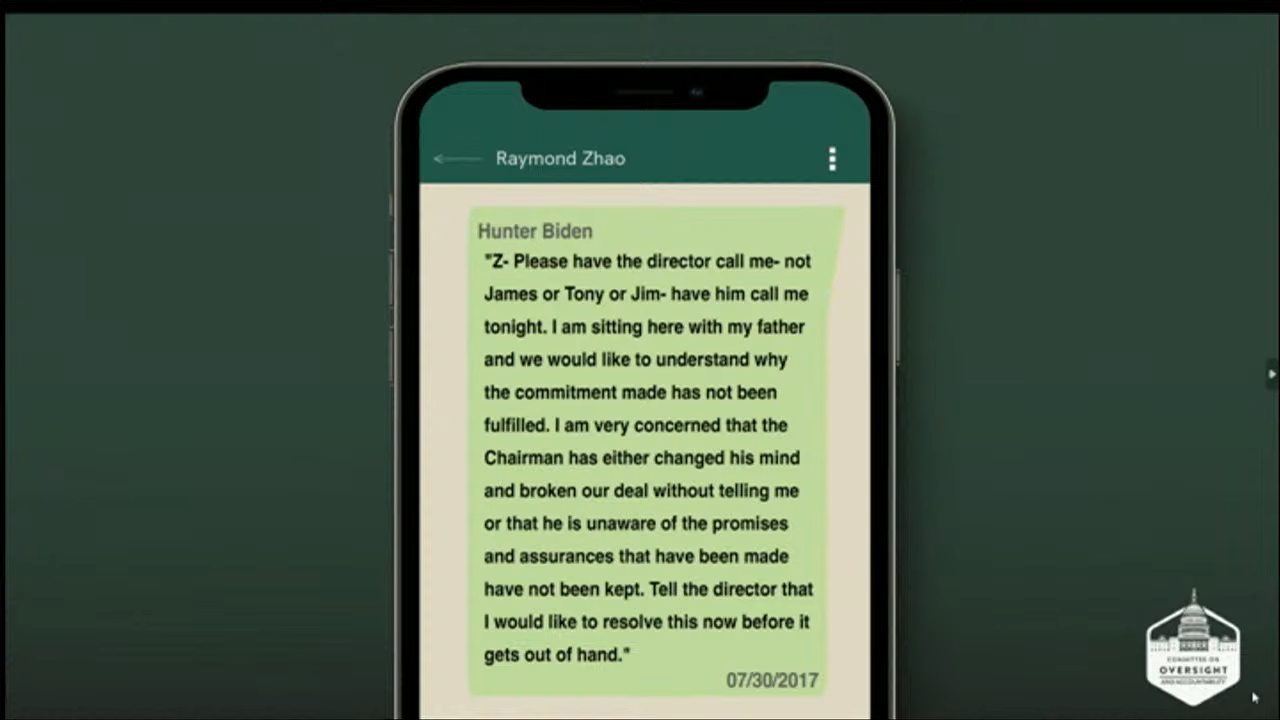 Raymond Zhao
Hunter Biden
"Z- Please have the director call me- not
James or Tony or Jim- have him call me
tonight. I am sitting here with my father
and we would like to understand why
the commitment made has not been
fulfilled. I am very concerned that the
Chairman has either changed his mind
and broken our deal without telling me
or that he is unaware of the promises
and assurances that have been made
have not been kept. Tell the director that
I would like to resolve this now before it
gets out of hand."
07/30/2017
COMMITTEE ON
OVERSIGHT
AND ACCOUNTABILITY